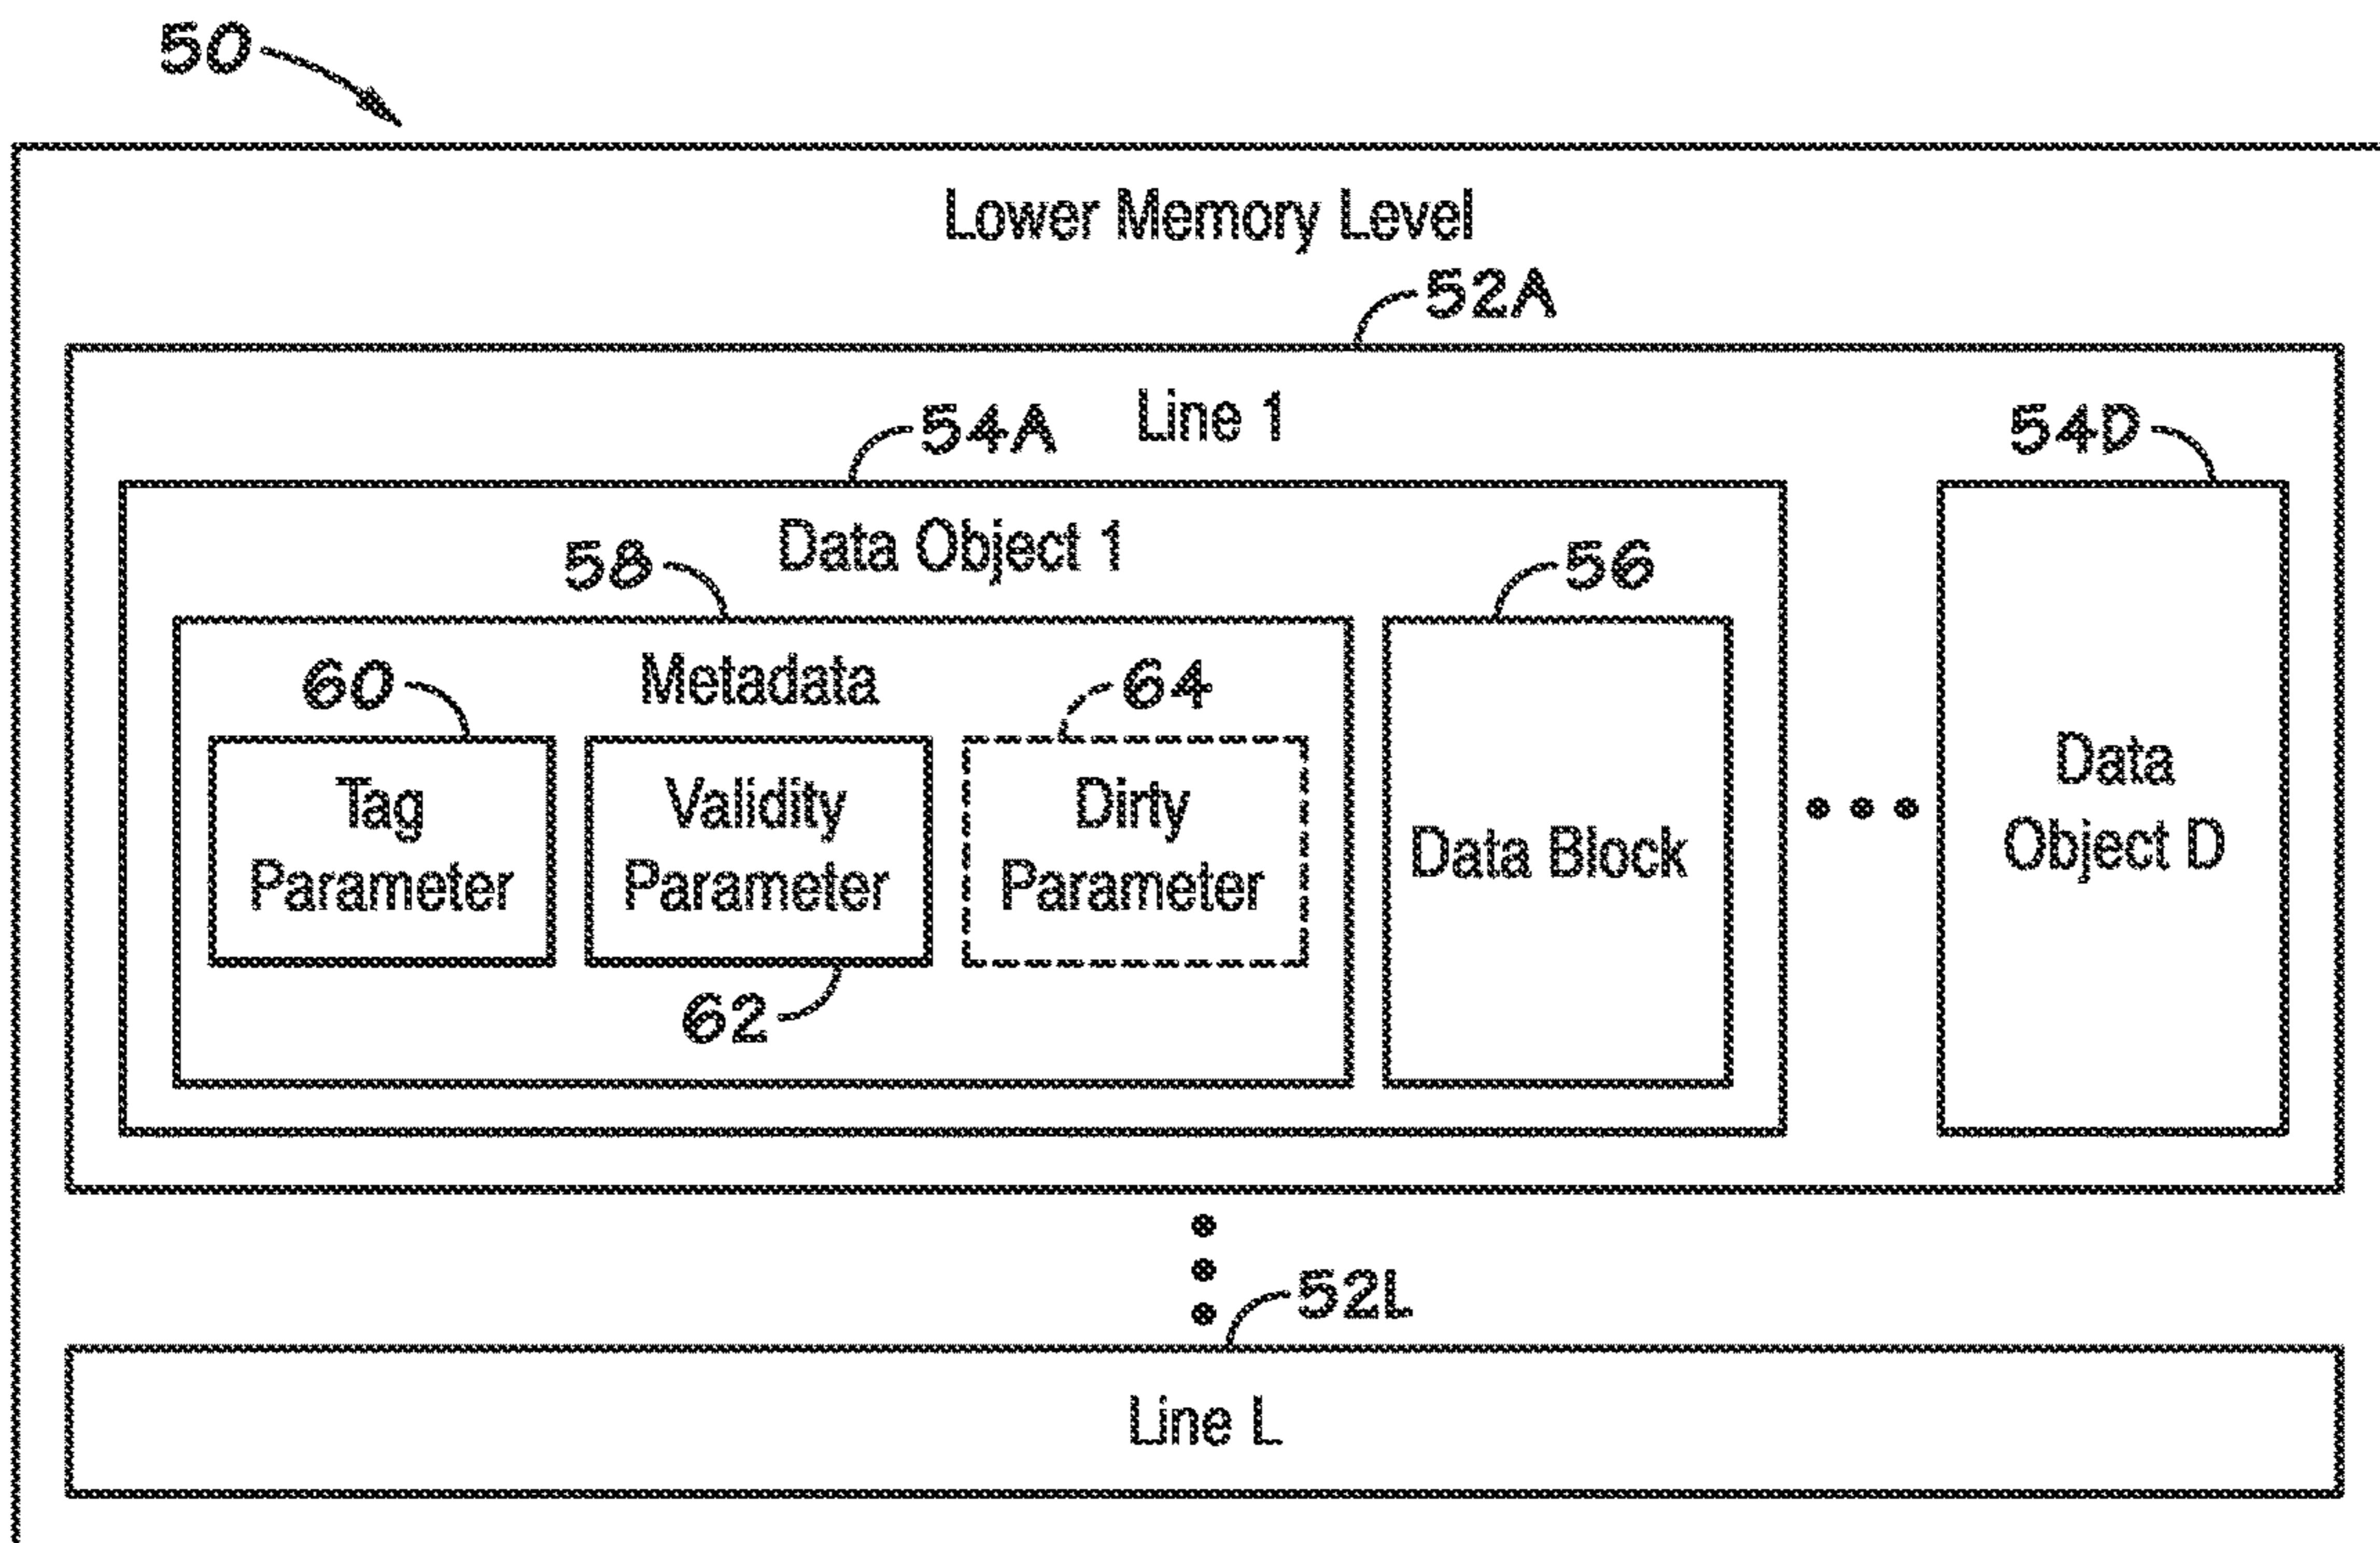 50
Lower Memory Level
52A
Line 1
54A
54D
Data Object 1
58
56
Metadata
60
64
Tag
Parameter
Validity
Parameter
Dirty
Parameter
62
Data Block
Data
Object D
52L
Line L